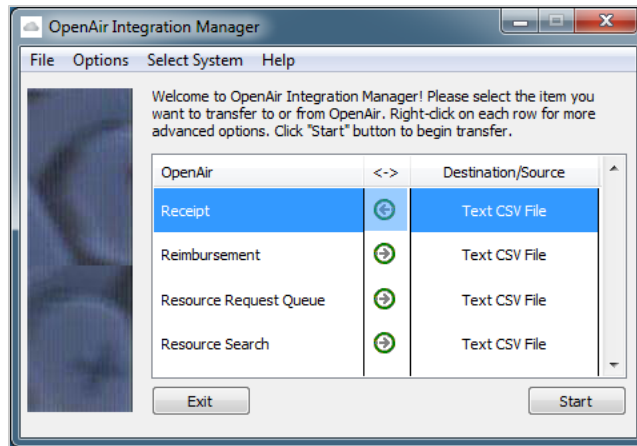 OpenAir Integration Manager
File Options Select System Help
Welcome to OpenAir Integration Manager! Please select the item you
want to transfer to or from OpenAir. Right-click on each row for more
advanced options. Click "Start" button to begin transfer.
OpenAir <-> Destination/Source
Receipt Text CSV File
Reimbursement Text CSV File
Resource Request Queue Text CSV File
Resource Search Text CSV File
Exit Start